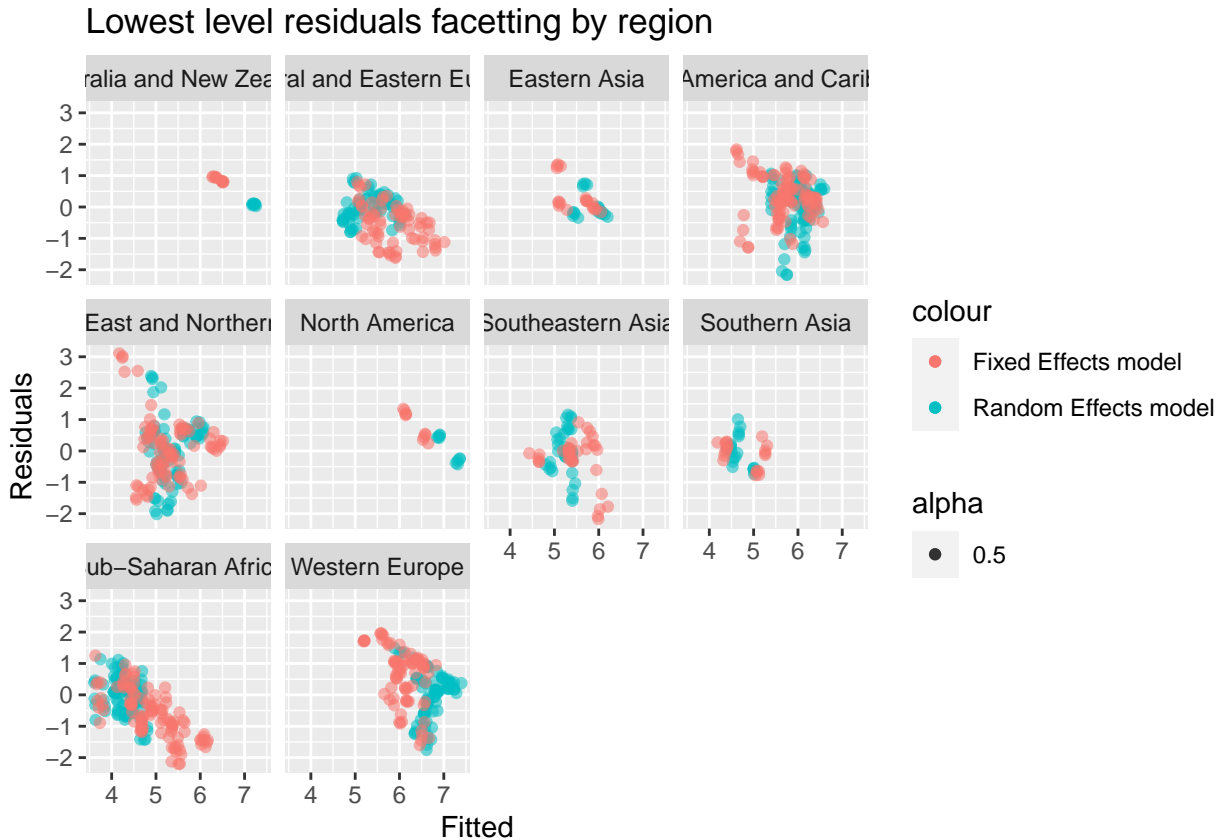 Lowest level residuals facetting by region
ralia and New Zea
ral and Eastern Eu
Eastern Asia
America and Carib
3
2
1
0
−1
−2
East and Northern
North America
Southeastern Asia
Southern Asia
3
2
1
0
−1
−2
4 5 6 7
4 5 6 7
ub−Saharan Afric
Western Europe
3
2
1
0
−1
−2
4 5 6 7
4 5 6 7
Residuals
Fitted
colour
Fixed Effects model
Random Effects model
alpha
0.5